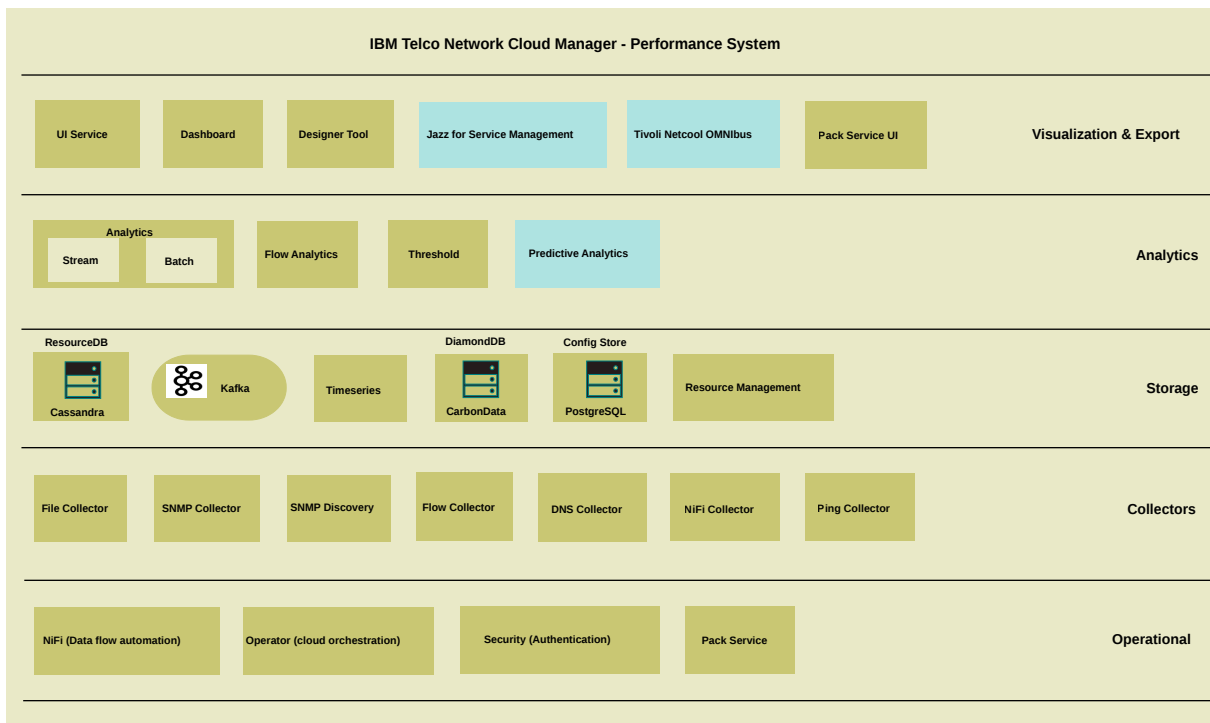 IBM Telco Network Cloud Manager - Performance System
UI Service
Dashboard
Designer Tool
Jazz for Service Management
Tivoli Netcool OMNIbus
Pack Service UI
Visualization & Export
Analytics
Stream
Batch
Flow Analytics
Threshold
Predictive Analytics
Analytics
ResourceDB
Cassandra
Kafka
Timeseries
DiamondDB
CarbonData
Config Store
PostgreSQL
Resource Management
Storage
File Collector
SNMP Collector
SNMP Discovery
Flow Collector
DNS Collector
NiFi Collector
Ping Collector
Collectors
NiFi (Data flow automation)
Operator (cloud orchestration)
Security (Authentication)
Pack Service
Operational